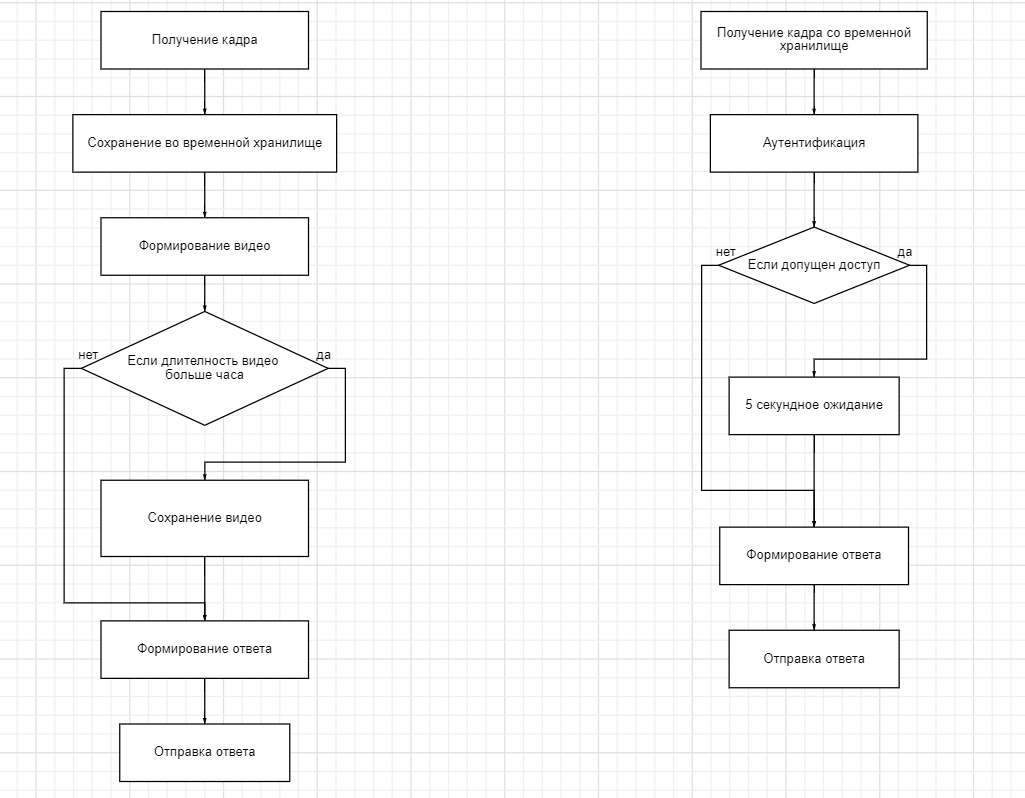 Получение кадра
Сохранение во временной хранилище
Формирование видео
нет
да
Если длителность видео
больше часа
Сохранение видео
Формирование ответа
Отправка ответа
Получение кадра со временной
хранилище
Аутентификация
нет
да
Если допущен доступ
5 секундное ожидание
Формирование ответа
Отправка ответа